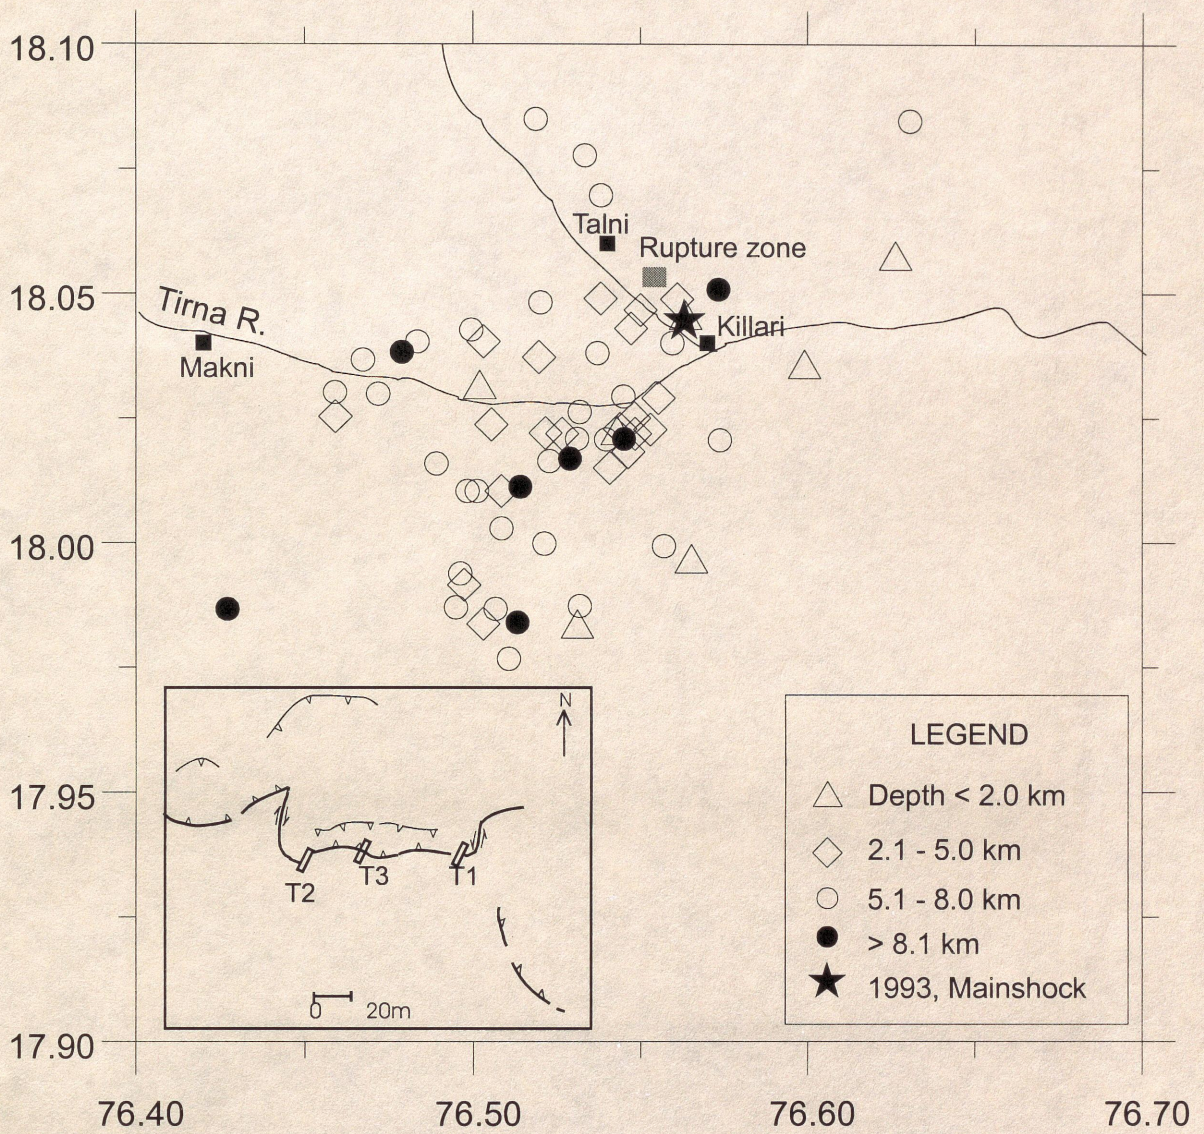 18.10
Talni
Rupture zone
18.05
Tirna R.
Killari
Makni
18.00
N
LEGEND
Depth < 2.0 km
17.95
2.1 - 5.0 km
T2
T3
T1
5.1 - 8.0 km
> 8.1 km
1993, Mainshock
0 20m
17.90
76.40 76.50 76.60 76.70